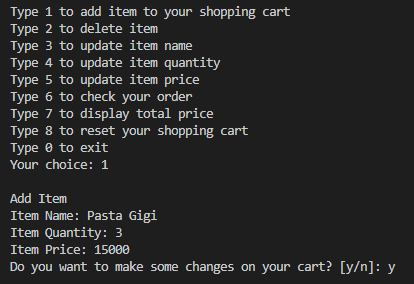 Type 1 to add item to your shopping cart
Type 2 to delete item
Type 3 to update item name
Type 4 to update item quantity
Type 5 to update item price
Type 6 to check your order
Type 7 to display total price
Type 8 to reset your shopping cart
Type 0 to exit
Your choice: 1

Add Item
Item Name: Pasta Gigi
Item Quantity: 3
Item Price: 15000
Do you want to make some changes on your cart? [y/n]: y